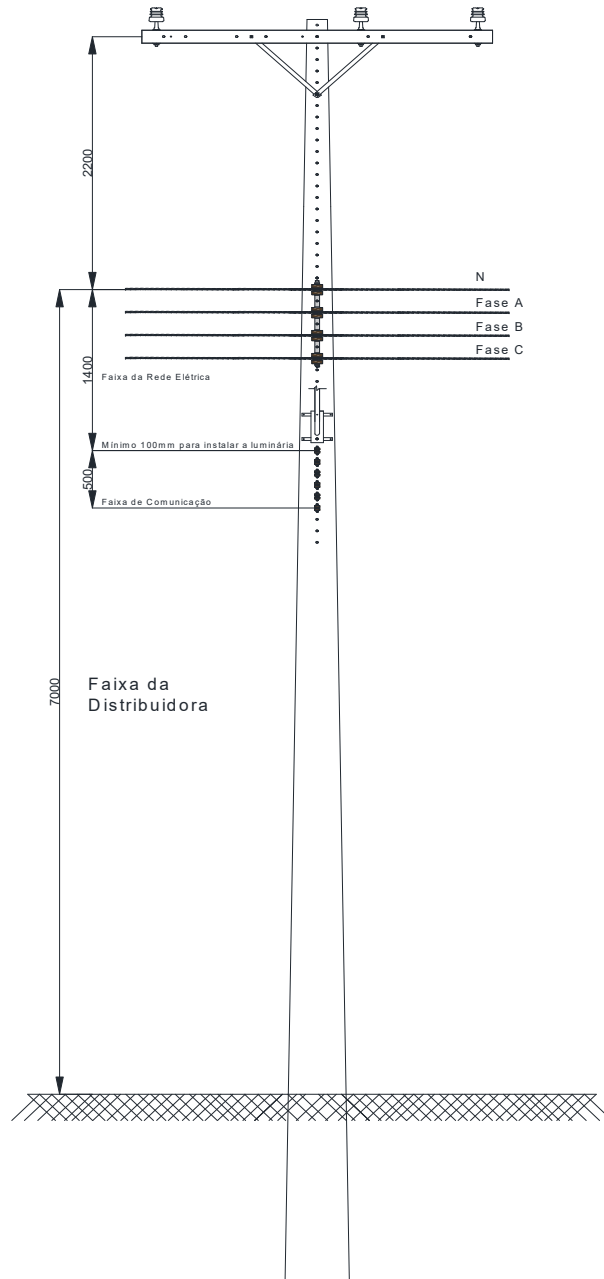 2200
N
Fase A
Fase B
Fase C
1400
Faixa da Rede Elétrica
Mínimo 100mm para instalar a luminária
500
Faixa de Comunicação
7000
Faixa da
Distribuidora